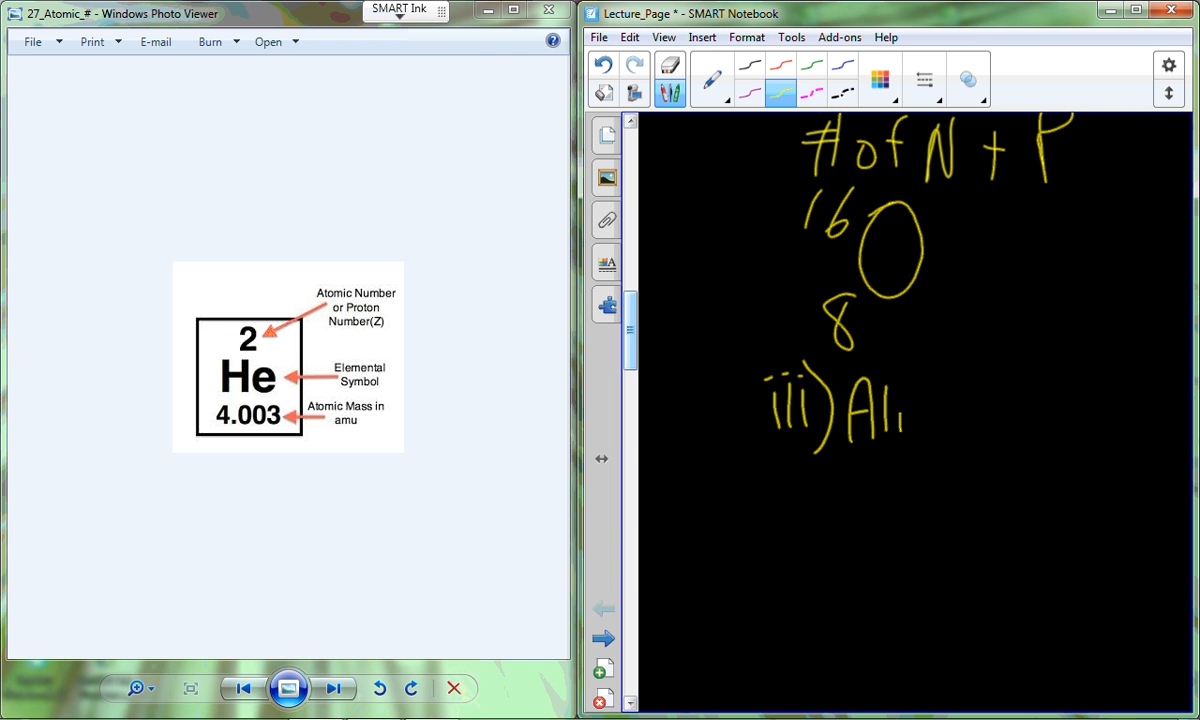 27_Atomic_# - Windows Photo Viewer
SMART Ink
File Print E-mail Burn Open
Atomic Number
or Proton
Number(Z)
2
He
Elemental
Symbol
4.003
Atomic Mass in
amu
Lecture_Page * - SMART Notebook
File Edit View Insert Format Tools Add-ons Help
# of N + P
16
O
8
iii)